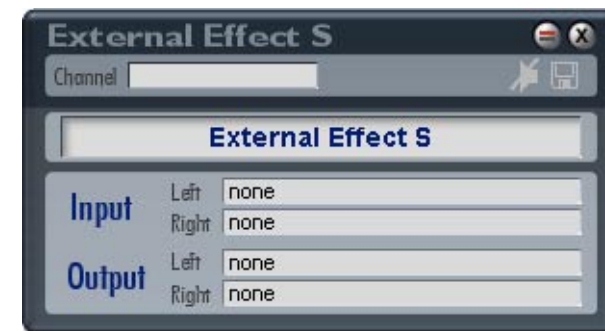 External Effect S
Channel
External Effect S
Input
Left none
Right none
Output
Left none
Right none